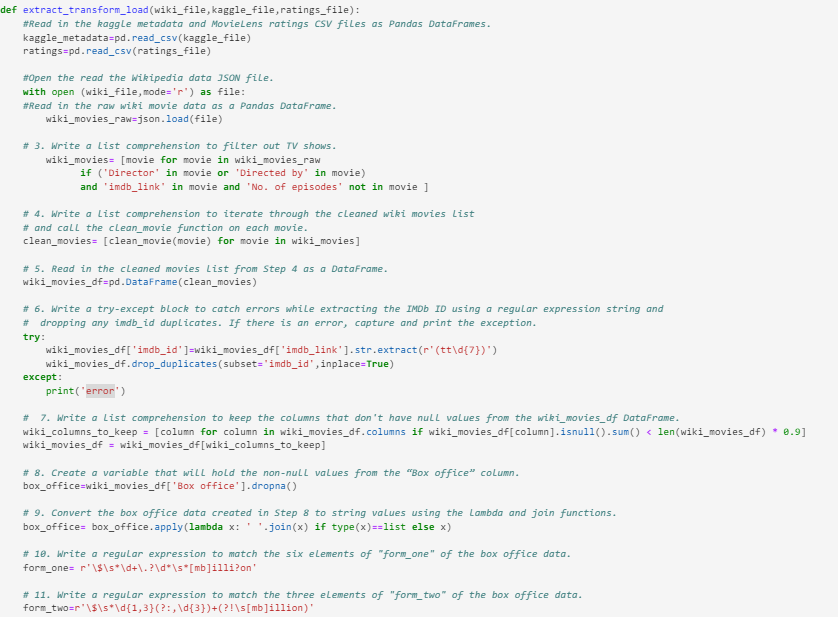 def extract_transform_load(wiki_file,kaggle_file,ratings_file):
    #Read in the kaggle metadata and MovieLens ratings CSV files as Pandas DataFrames.
    kaggle_metadata=pd.read_csv(kaggle_file)
    ratings=pd.read_csv(ratings_file)

    #Open the read the Wikipedia data JSON file.
    with open (wiki_file,mode='r') as file:
    #Read in the raw wiki movie data as a Pandas DataFrame.
        wiki_movies_raw=json.load(file)

    # 3. Write a list comprehension to filter out TV shows.
        wiki_movies= [movie for movie in wiki_movies_raw
              if ('Director' in movie or 'Directed by' in movie)
              and 'imdb_link' in movie and 'No. of episodes' not in movie ]

    # 4. Write a list comprehension to iterate through the cleaned wiki movies list
    # and call the clean_movie function on each movie.
    clean_movies= [clean_movie(movie) for movie in wiki_movies]

    # 5. Read in the cleaned movies list from Step 4 as a DataFrame.
    wiki_movies_df=pd.DataFrame(clean_movies)

    # 6. Write a try-except block to catch errors while extracting the IMDb ID using a regular expression string and
    #  dropping any imdb_id duplicates. If there is an error, capture and print the exception.
    try:
        wiki_movies_df['imdb_id']=wiki_movies_df['imdb_link'].str.extract(r'(tt\d{7})')
        wiki_movies_df.drop_duplicates(subset='imdb_id',inplace=True)
    except:
        print('error')

    #  7. Write a list comprehension to keep the columns that don't have null values from the wiki_movies_df DataFrame.
    wiki_columns_to_keep = [column for column in wiki_movies_df.columns if wiki_movies_df[column].isnull().sum() < len(wiki_movies_df) * 0.9]
    wiki_movies_df = wiki_movies_df[wiki_columns_to_keep]

    # 8. Create a variable that will hold the non-null values from the “Box office” column.
    box_office=wiki_movies_df['Box office'].dropna()

    # 9. Convert the box office data created in Step 8 to string values using the lambda and join functions.
    box_office= box_office.apply(lambda x: ' '.join(x) if type(x)==list else x)

    # 10. Write a regular expression to match the six elements of "form_one" of the box office data.
    form_one= r'\$\s*\d+\.?\d*\s*[mb]illi?on'

    # 11. Write a regular expression to match the three elements of "form_two" of the box office data.
    form_two=r'\$\s*\d{1,3}(?:,\d{3})+(?!\s[mb]illion)'